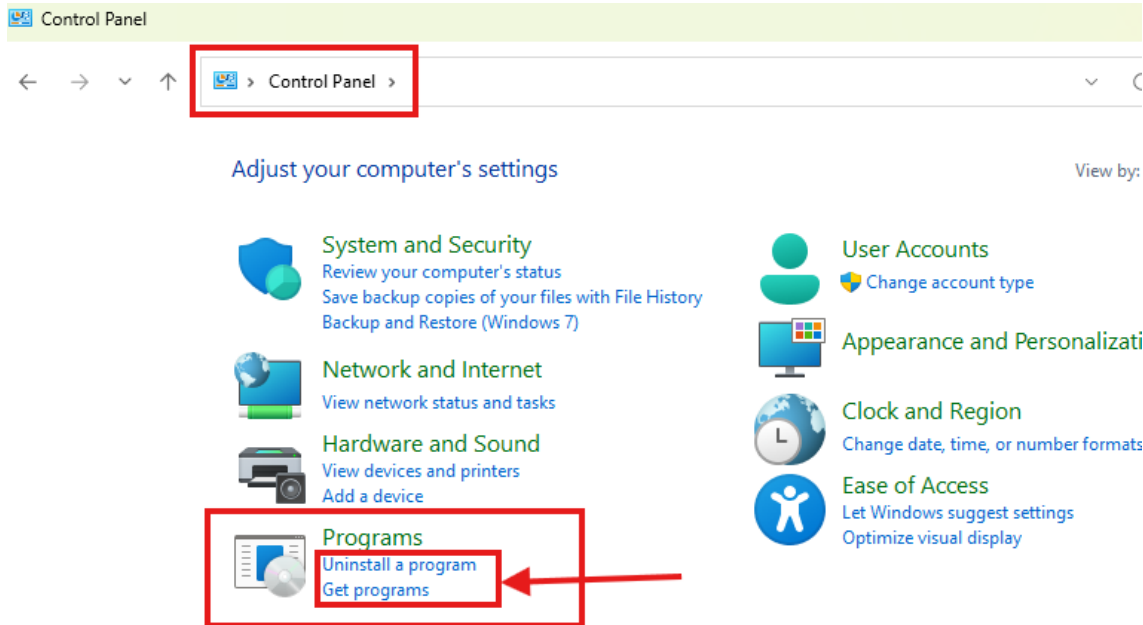 Control Panel
Control Panel
Adjust your computer's settings
View by:
System and Security
Review your computer's status
Save backup copies of your files with File History
Backup and Restore (Windows 7)
Network and Internet
View network status and tasks
Hardware and Sound
View devices and printers
Add a device
Programs
Uninstall a program
Get programs
User Accounts
Change account type
Appearance and Personalizati
Clock and Region
Change date, time, or number formats
Ease of Access
Let Windows suggest settings
Optimize visual display